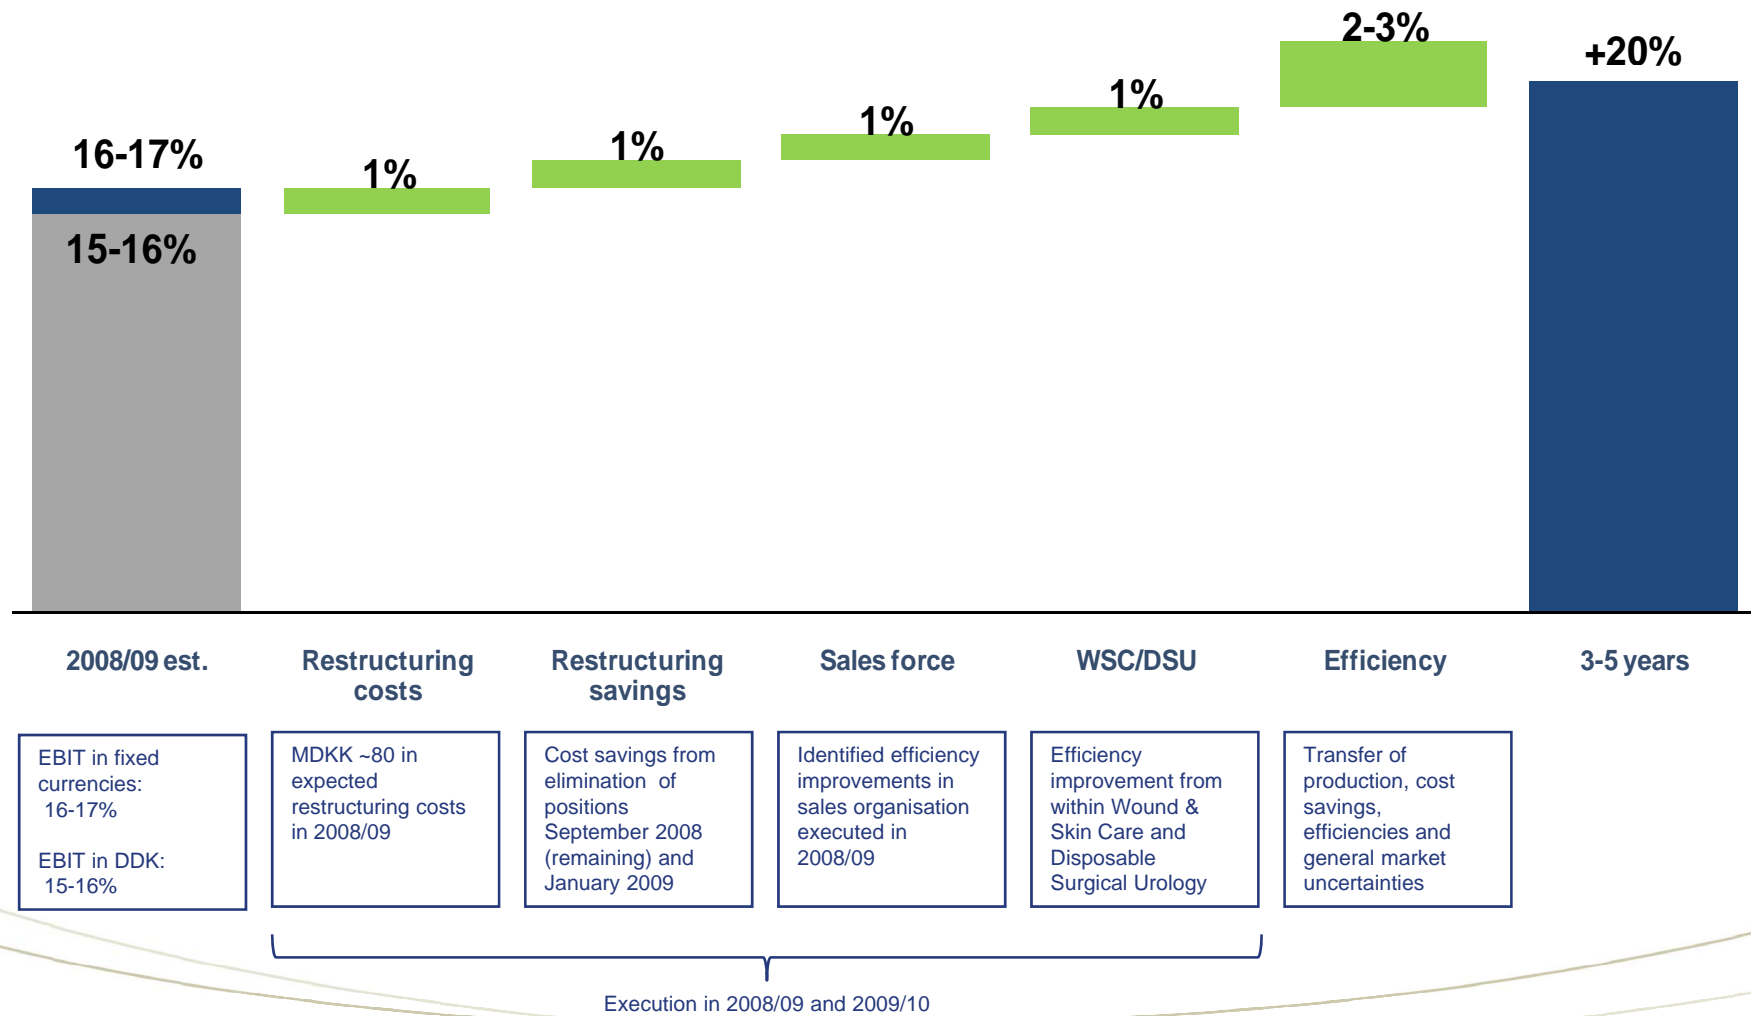 2-3%
+20%
1%
1%
1%
16-17%
1%
15-16%
2008/09 est.
Restructuring
costs
Restructuring
savings
Sales force
WSC/DSU
Efficiency
3-5 years
EBIT in fixed
currencies:
16-17%
EBIT in DDK:
15-16%
MDKK ~80 in
expected
restructuring costs
in 2008/09
Cost savings from
elimination of
positions
September 2008
(remaining) and
January 2009
Identified efficiency
improvements in
sales organisation
executed in
2008/09
Efficiency
improvement from
within Wound &
Skin Care and
Disposable
Surgical Urology
Transfer of
production, cost
savings,
efficiencies and
general market
uncertainties
Execution in 2008/09 and 2009/10